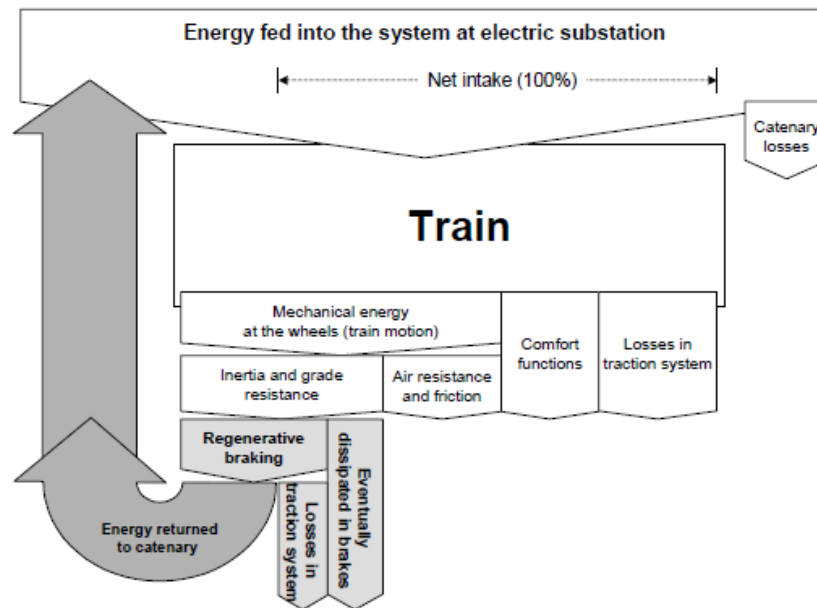 Energy fed into the system at electric substation
Net intake (100%)
Catenary
losses
Train
Mechanical energy
at the wheels (train motion)
Comfort
functions
Losses in
traction system
Inertia and grade
resistance
Air resistance
and friction
Regenerative
braking
Eventually
dissipated in brakes
Losses in
traction system
Energy returned
to catenary